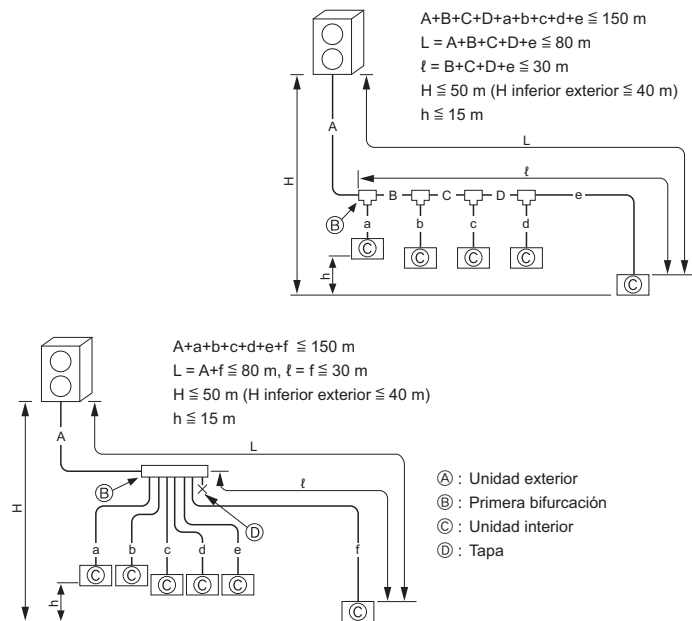 A+B+C+D+a+b+c+d+e ≦ 150 m
L = A+B+C+D+e ≦ 80 m
ℓ = B+C+D+e ≦ 30 m
H ≦ 50 m (H inferior exterior ≦ 40 m)
h ≦ 15 m
A
L
H
ℓ
B C D e
Ⓑ a b c d
Ⓒ Ⓒ Ⓒ Ⓒ
h
Ⓒ
A+a+b+c+d+e+f ≦ 150 m
L = A+f ≦ 80 m, ℓ = f ≦ 30 m
H ≦ 50 m (H inferior exterior ≦ 40 m)
h ≦ 15 m
A
L
H
Ⓑ ℓ
Ⓓ
a b c d e f
Ⓒ Ⓒ Ⓒ Ⓒ Ⓒ
h
Ⓒ
Ⓐ : Unidad exterior
Ⓑ : Primera bifurcación
Ⓒ : Unidad interior
Ⓓ : Tapa